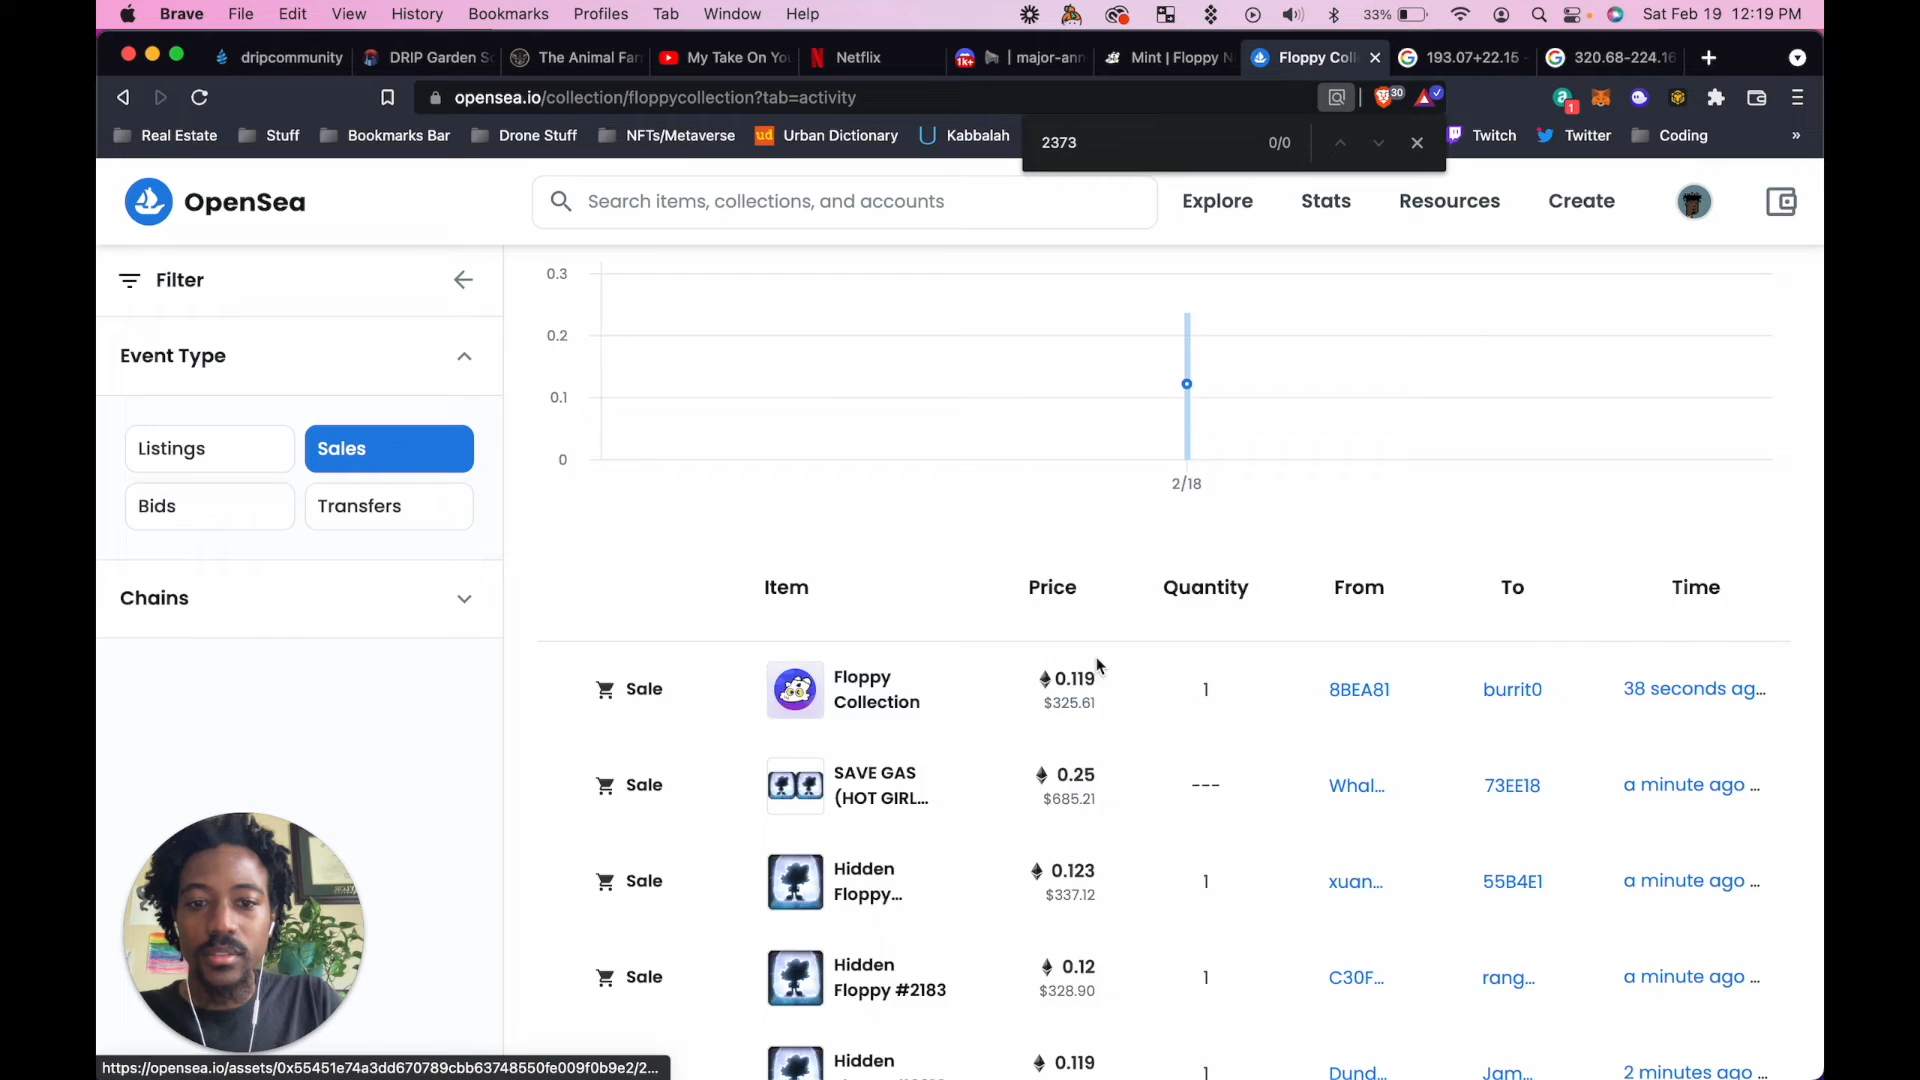 Brave File Edit View History Bookmarks Profiles Tab Window Help 33% Sat Feb 19 12:19 PM
dripcommunity DRIP Garden Sc The Animal Farr My Take On You Netflix 1k+ | major-ann Mint | Floppy N Floppy Coll 193.07+22.15 320.68-224.16
opensea.io/collection/floppycollection?tab=activity 30 1
Real Estate Stuff Bookmarks Bar Drone Stuff NFTs/Metaverse ud Urban Dictionary Kabbalah Twitch Twitter Coding »
2373 0/0
OpenSea Search items, collections, and accounts Explore Stats Resources Create
Filter
Event Type
Listings Sales
Bids Transfers
Chains
0.3
0.2
0.1
0
2/18
Item Price Quantity From To Time
Sale Floppy Collection 0.119 $325.61 1 8BEA81 burrit0 38 seconds ag...
Sale SAVE GAS (HOT GIRL... 0.25 $685.21 --- Whal... 73EE18 a minute ago ...
Sale Hidden Floppy... 0.123 $337.12 1 xuan... 55B4E1 a minute ago ...
Sale Hidden Floppy #2183 0.12 $328.90 1 C30F... rang... a minute ago ...
Hidden 0.119 1 Dund... Jam... 2 minutes ago ...
https://opensea.io/assets/0x55451e74a3dd670789cbb63748550fe009f0b9e2/2...